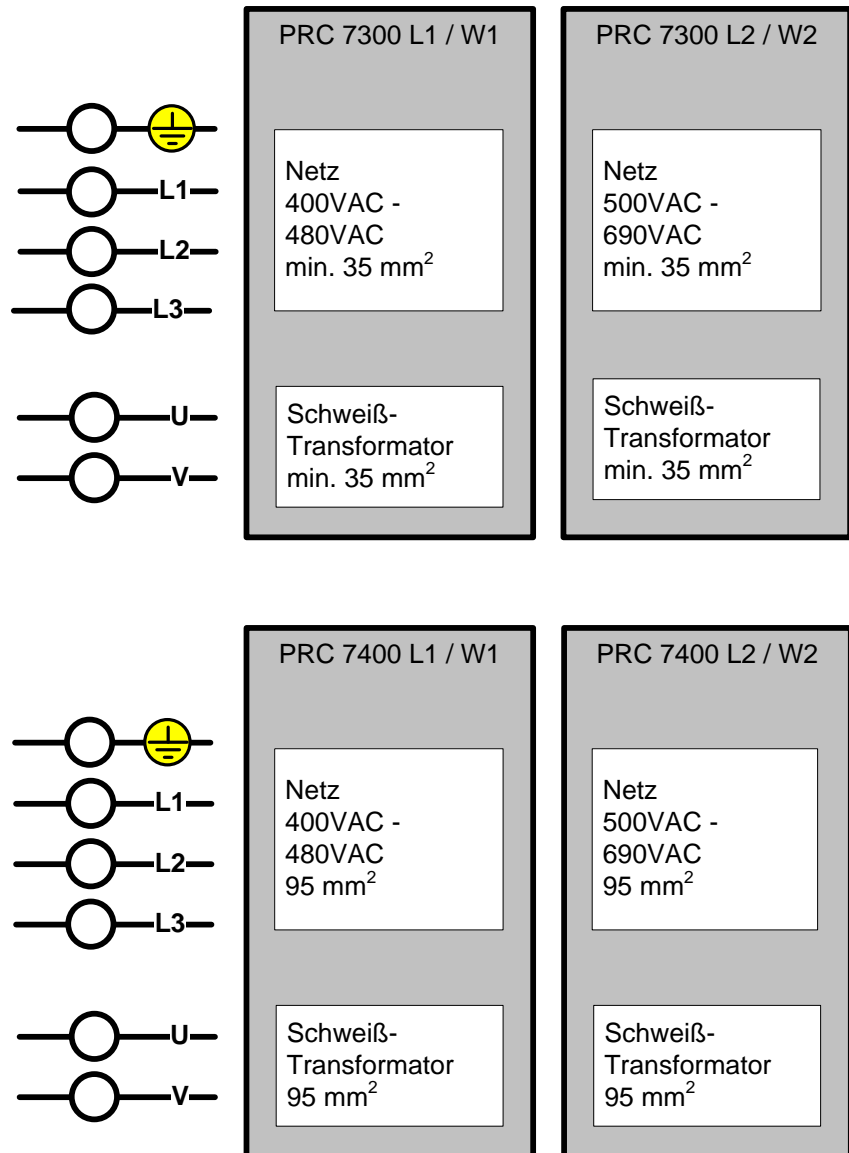 PRC 7300 L1 / W1
PRC 7300 L2 / W2
L1
L2
L3
U
V
Netz
400VAC -
480VAC
min. 35 mm²
Netz
500VAC -
690VAC
min. 35 mm²
Schweiß-
Transformator
min. 35 mm²
Schweiß-
Transformator
min. 35 mm²
PRC 7400 L1 / W1
PRC 7400 L2 / W2
L1
L2
L3
U
V
Netz
400VAC -
480VAC
95 mm²
Netz
500VAC -
690VAC
95 mm²
Schweiß-
Transformator
95 mm²
Schweiß-
Transformator
95 mm²